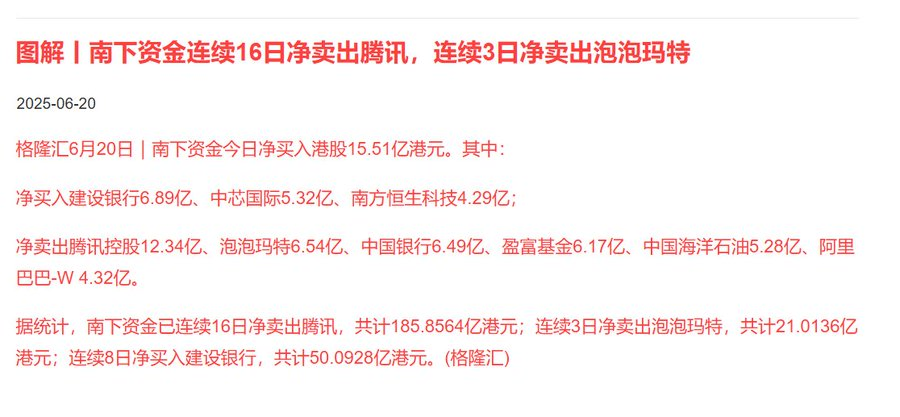 图解丨南下资金连续16日净卖出腾讯，连续3日净卖出泡泡玛特
2025-06-20
格隆汇6月20日｜南下资金今日净买入港股15.51亿港元。其中：
净买入建设银行6.89亿、中芯国际5.32亿、南方恒生科技4.29亿；
净卖出腾讯控股12.34亿、泡泡玛特6.54亿、中国银行6.49亿、盈富基金6.17亿、中国海洋石油5.28亿、阿里
巴巴-W 4.32亿。
据统计，南下资金已连续16日净卖出腾讯，共计185.8564亿港元；连续3日净卖出泡泡玛特，共计21.0136亿
港元；连续8日净买入建设银行，共计50.0928亿港元。(格隆汇)